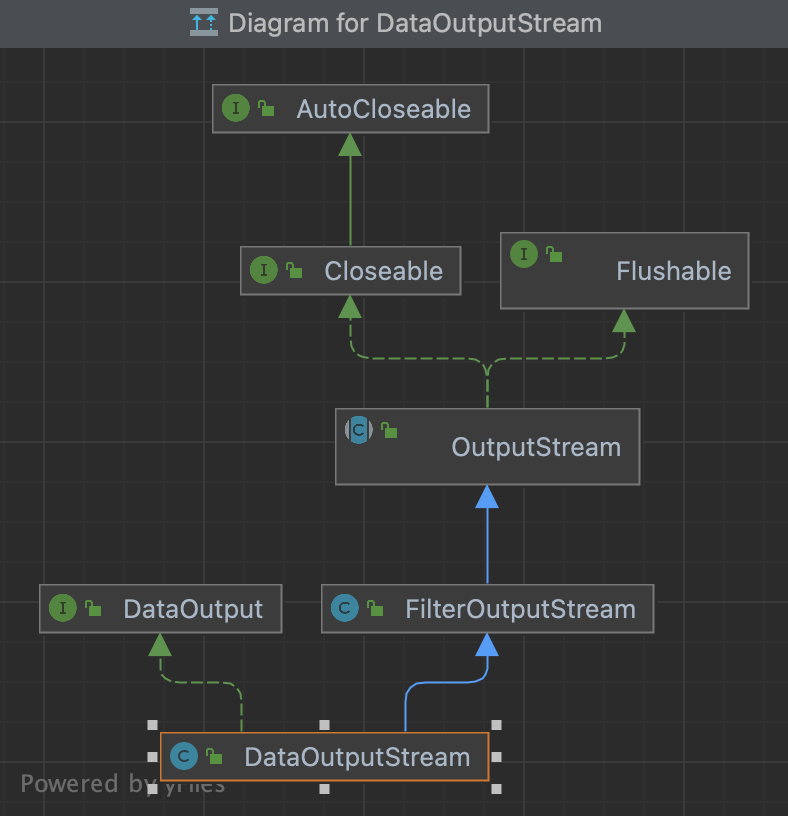 Diagram for DataOutputStream
I AutoCloseable
I Closeable
I Flushable
C OutputStream
I DataOutput
C FilterOutputStream
C DataOutputStream
Powered by yFiles